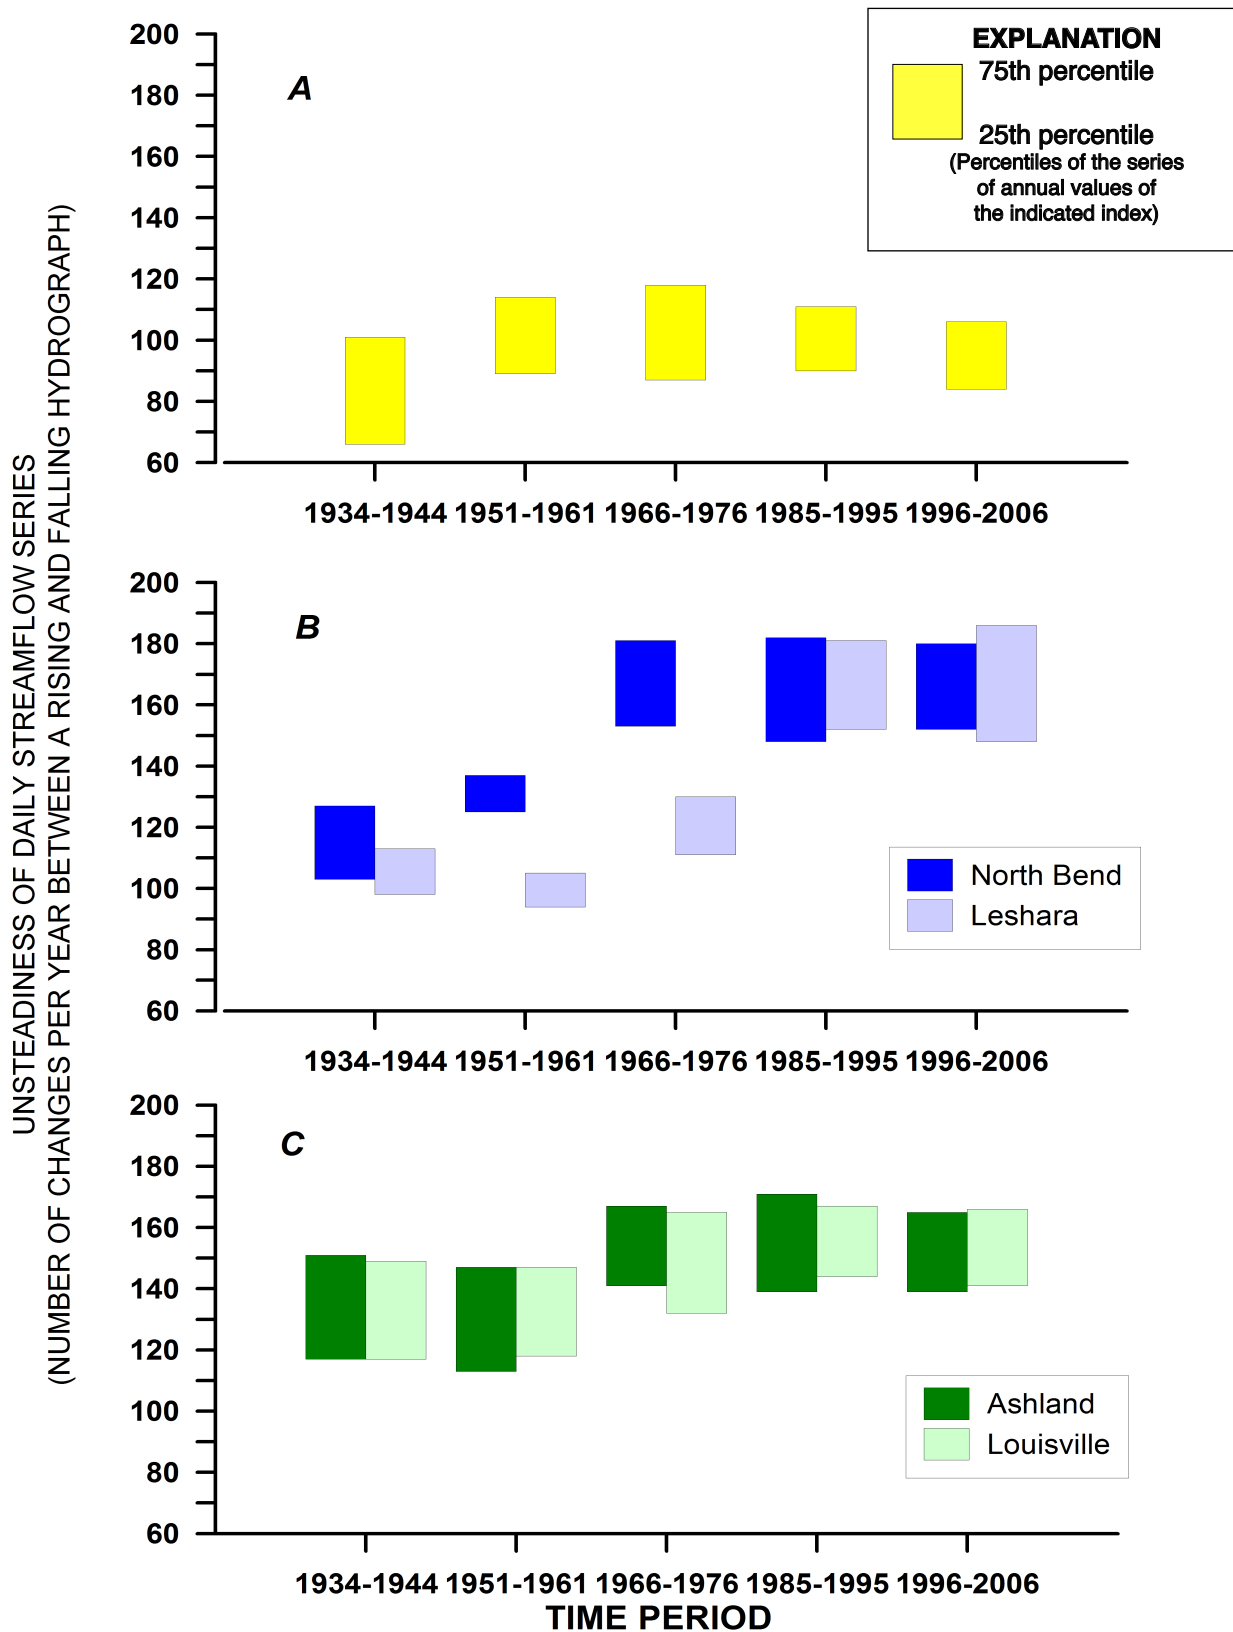 EXPLANATION
75th percentile
25th percentile
(Percentiles of the series
of annual values of
the indicated index)
UNSTEADINESS OF DAILY STREAMFLOW SERIES
(NUMBER OF CHANGES PER YEAR BETWEEN A RISING AND FALLING HYDROGRAPH)
A
200
180
160
140
120
100
80
60
1934-1944 1951-1961 1966-1976 1985-1995 1996-2006
B
200
180
160
140
120
100
80
60
North Bend
Leshara
1934-1944 1951-1961 1966-1976 1985-1995 1996-2006
C
200
180
160
140
120
100
80
60
Ashland
Louisville
1934-1944 1951-1961 1966-1976 1985-1995 1996-2006
TIME PERIOD